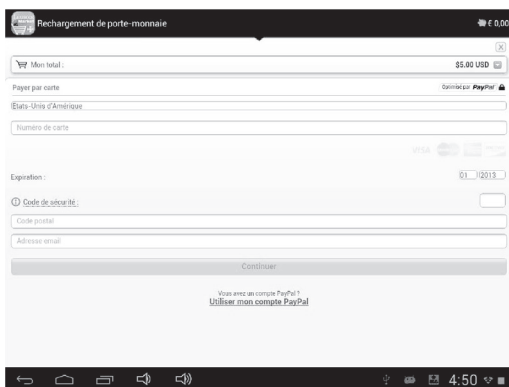 Rechargement de porte-monnaie
€ 0,00
Mon total :
$5.00 USD
Payer par carte
PayPal
États-Unis d'Amérique
Numéro de carte
VISA
Expiration :
01 / 2013
Code de sécurité :
Code postal
Adresse email
Continuer
Vous avez un compte PayPal ?
Utiliser mon compte PayPal
4:50